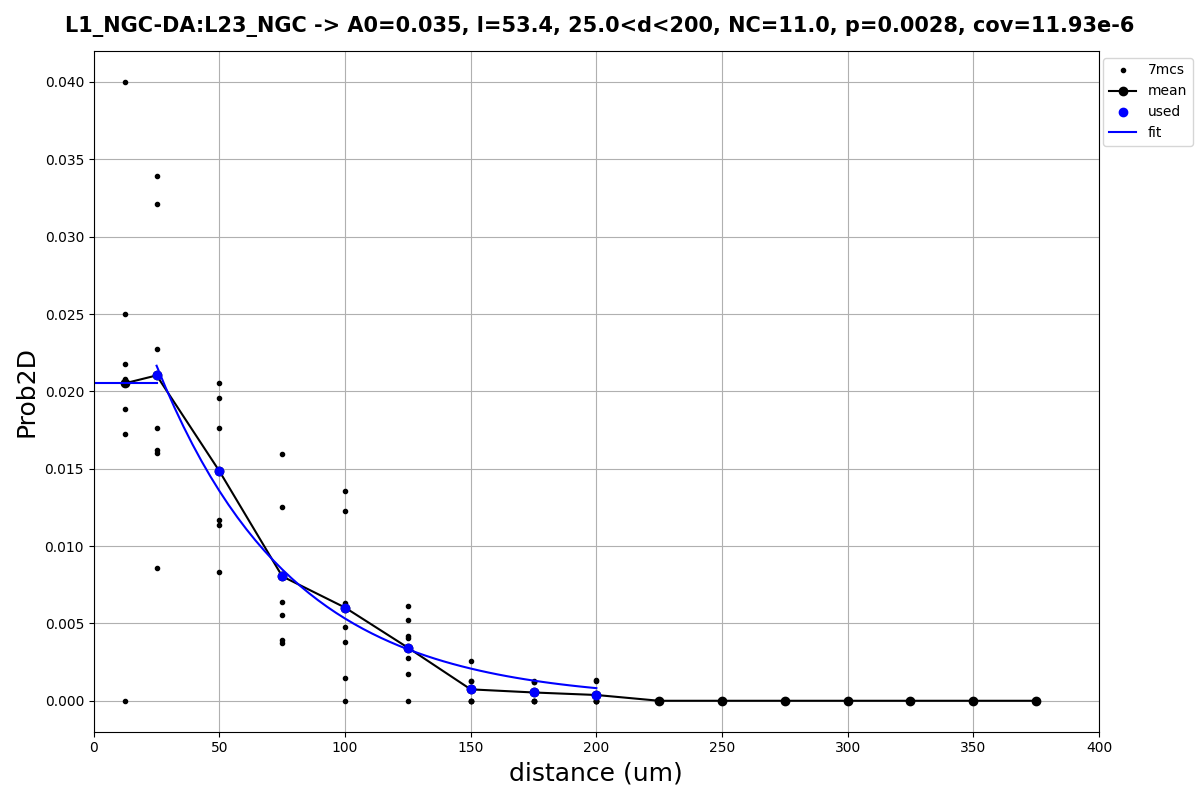 L1_NGC-DA:L23_NGC -> A0=0.035, l=53.4, 25.0<d<200, NC=11.0, p=0.0028, cov=11.93e-6
7mcs
mean
used
fit
0.040
0.035
0.030
0.025
0.020
0.015
0.010
0.005
0.000
Prob2D
0 50 100 150 200 250 300 350 400
distance (um)